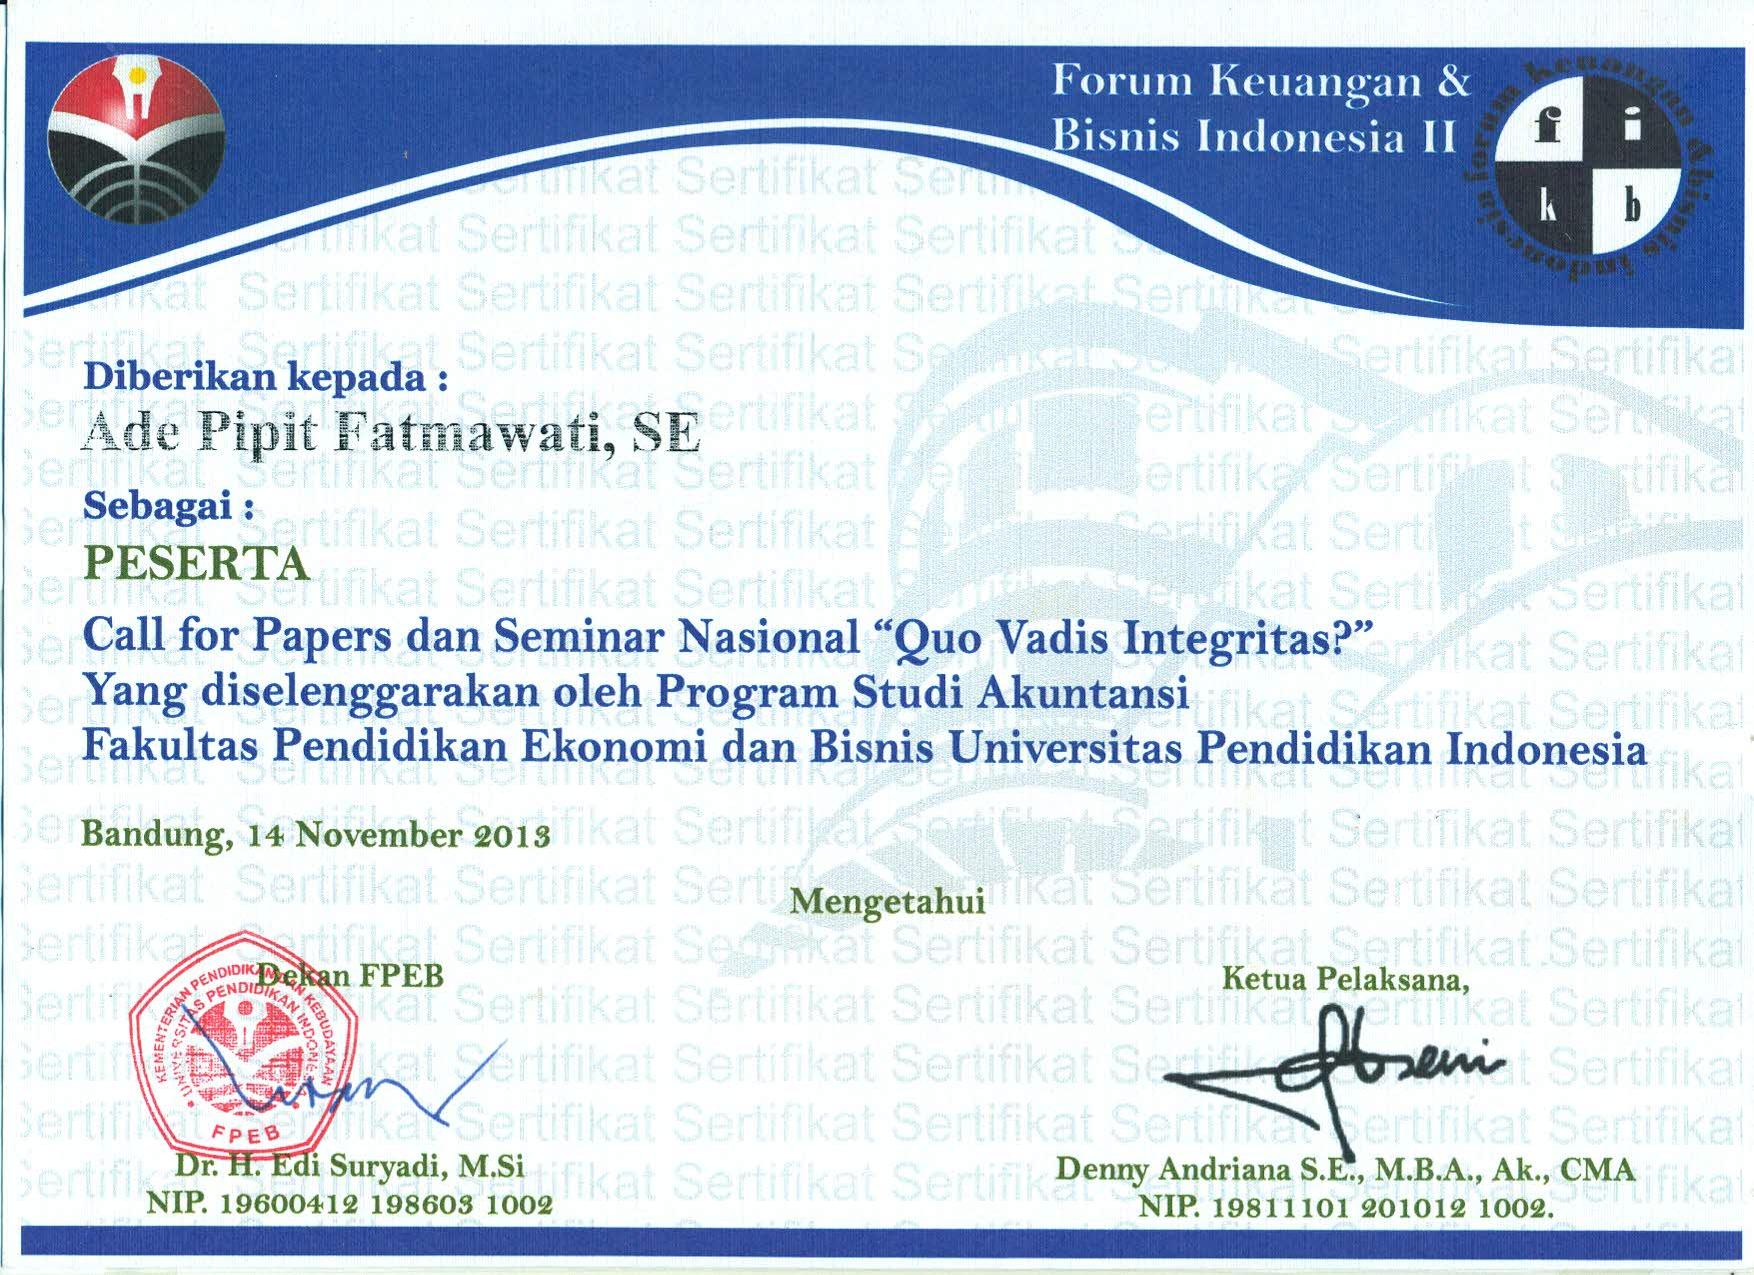 Forum Keuangan &
Bisnis Indonesia II
forum keuangan & bisnis indonesia
f i
k b
Diberikan kepada :
Ade Pipit Fatmawati, SE
Sebagai :
PESERTA
Call for Papers dan Seminar Nasional “Quo Vadis Integritas?”
Yang diselenggarakan oleh Program Studi Akuntansi
Fakultas Pendidikan Ekonomi dan Bisnis Universitas Pendidikan Indonesia
Bandung, 14 November 2013
Mengetahui
Dekan FPEB
KEMENTERIAN PENDIDIKAN DAN KEBUDAYAAN
UNIVERSITAS PENDIDIKAN INDONESIA
FPEB
Dr. H. Edi Suryadi, M.Si
NIP. 19600412 198603 1002
Ketua Pelaksana,
Denny Andriana S.E., M.B.A., Ak., CMA
NIP. 19811101 201012 1002.
Sertifikat